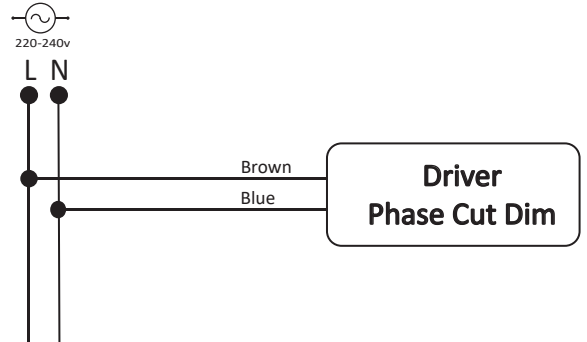 220-240v
L N
Brown
Blue
Driver
Phase Cut Dim